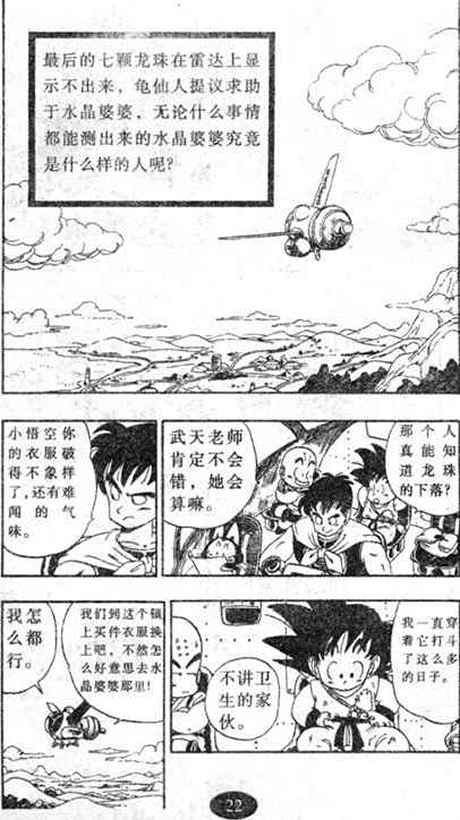 最后的七颗龙珠在雷达上显
示不出来，龟仙人提议求助
于水晶婆婆，无论什么事情
都能测出来的水晶婆婆究竟
是什么样的人呢？
那个人
真能知
道龙珠
的下落？
武天老师
肯定不会
错，她会
算嘛。
小悟空你
的衣服破
得不象样
了，还有难
闻的气
味。
我一直穿
着它打斗
了这么多
的日子。
不讲卫
生的家
伙。
我们到这个镇
上买件衣服换
上吧，不然怎
么好意思去水
晶婆婆那里！
我怎
么都
行。
22